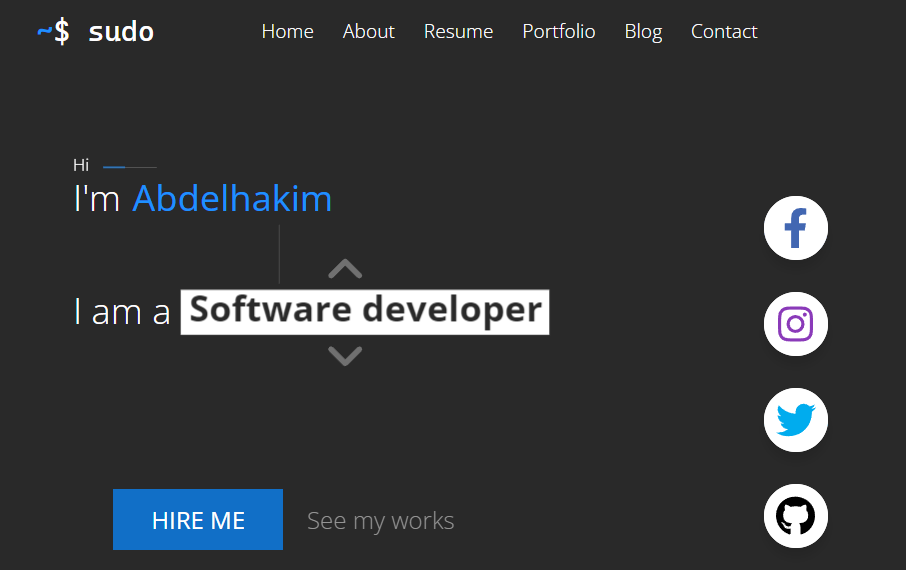 ~$ sudo
Home About Resume Portfolio Blog Contact
Hi
I'm Abdelhakim
I am a Software developer
HIRE ME See my works